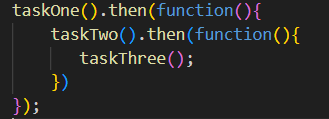 taskOne().then(function(){
    taskTwo().then(function(){
        taskThree();
    })
});